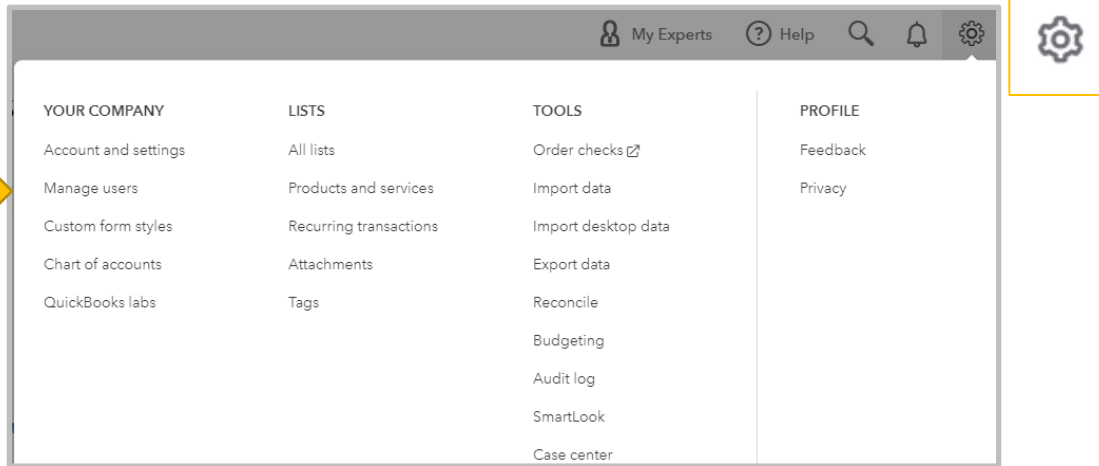 My Experts Help
YOUR COMPANY
Account and settings
Manage users
Custom form styles
Chart of accounts
QuickBooks labs
LISTS
All lists
Products and services
Recurring transactions
Attachments
Tags
TOOLS
Order checks
Import data
Import desktop data
Export data
Reconcile
Budgeting
Audit log
SmartLook
Case center
PROFILE
Feedback
Privacy